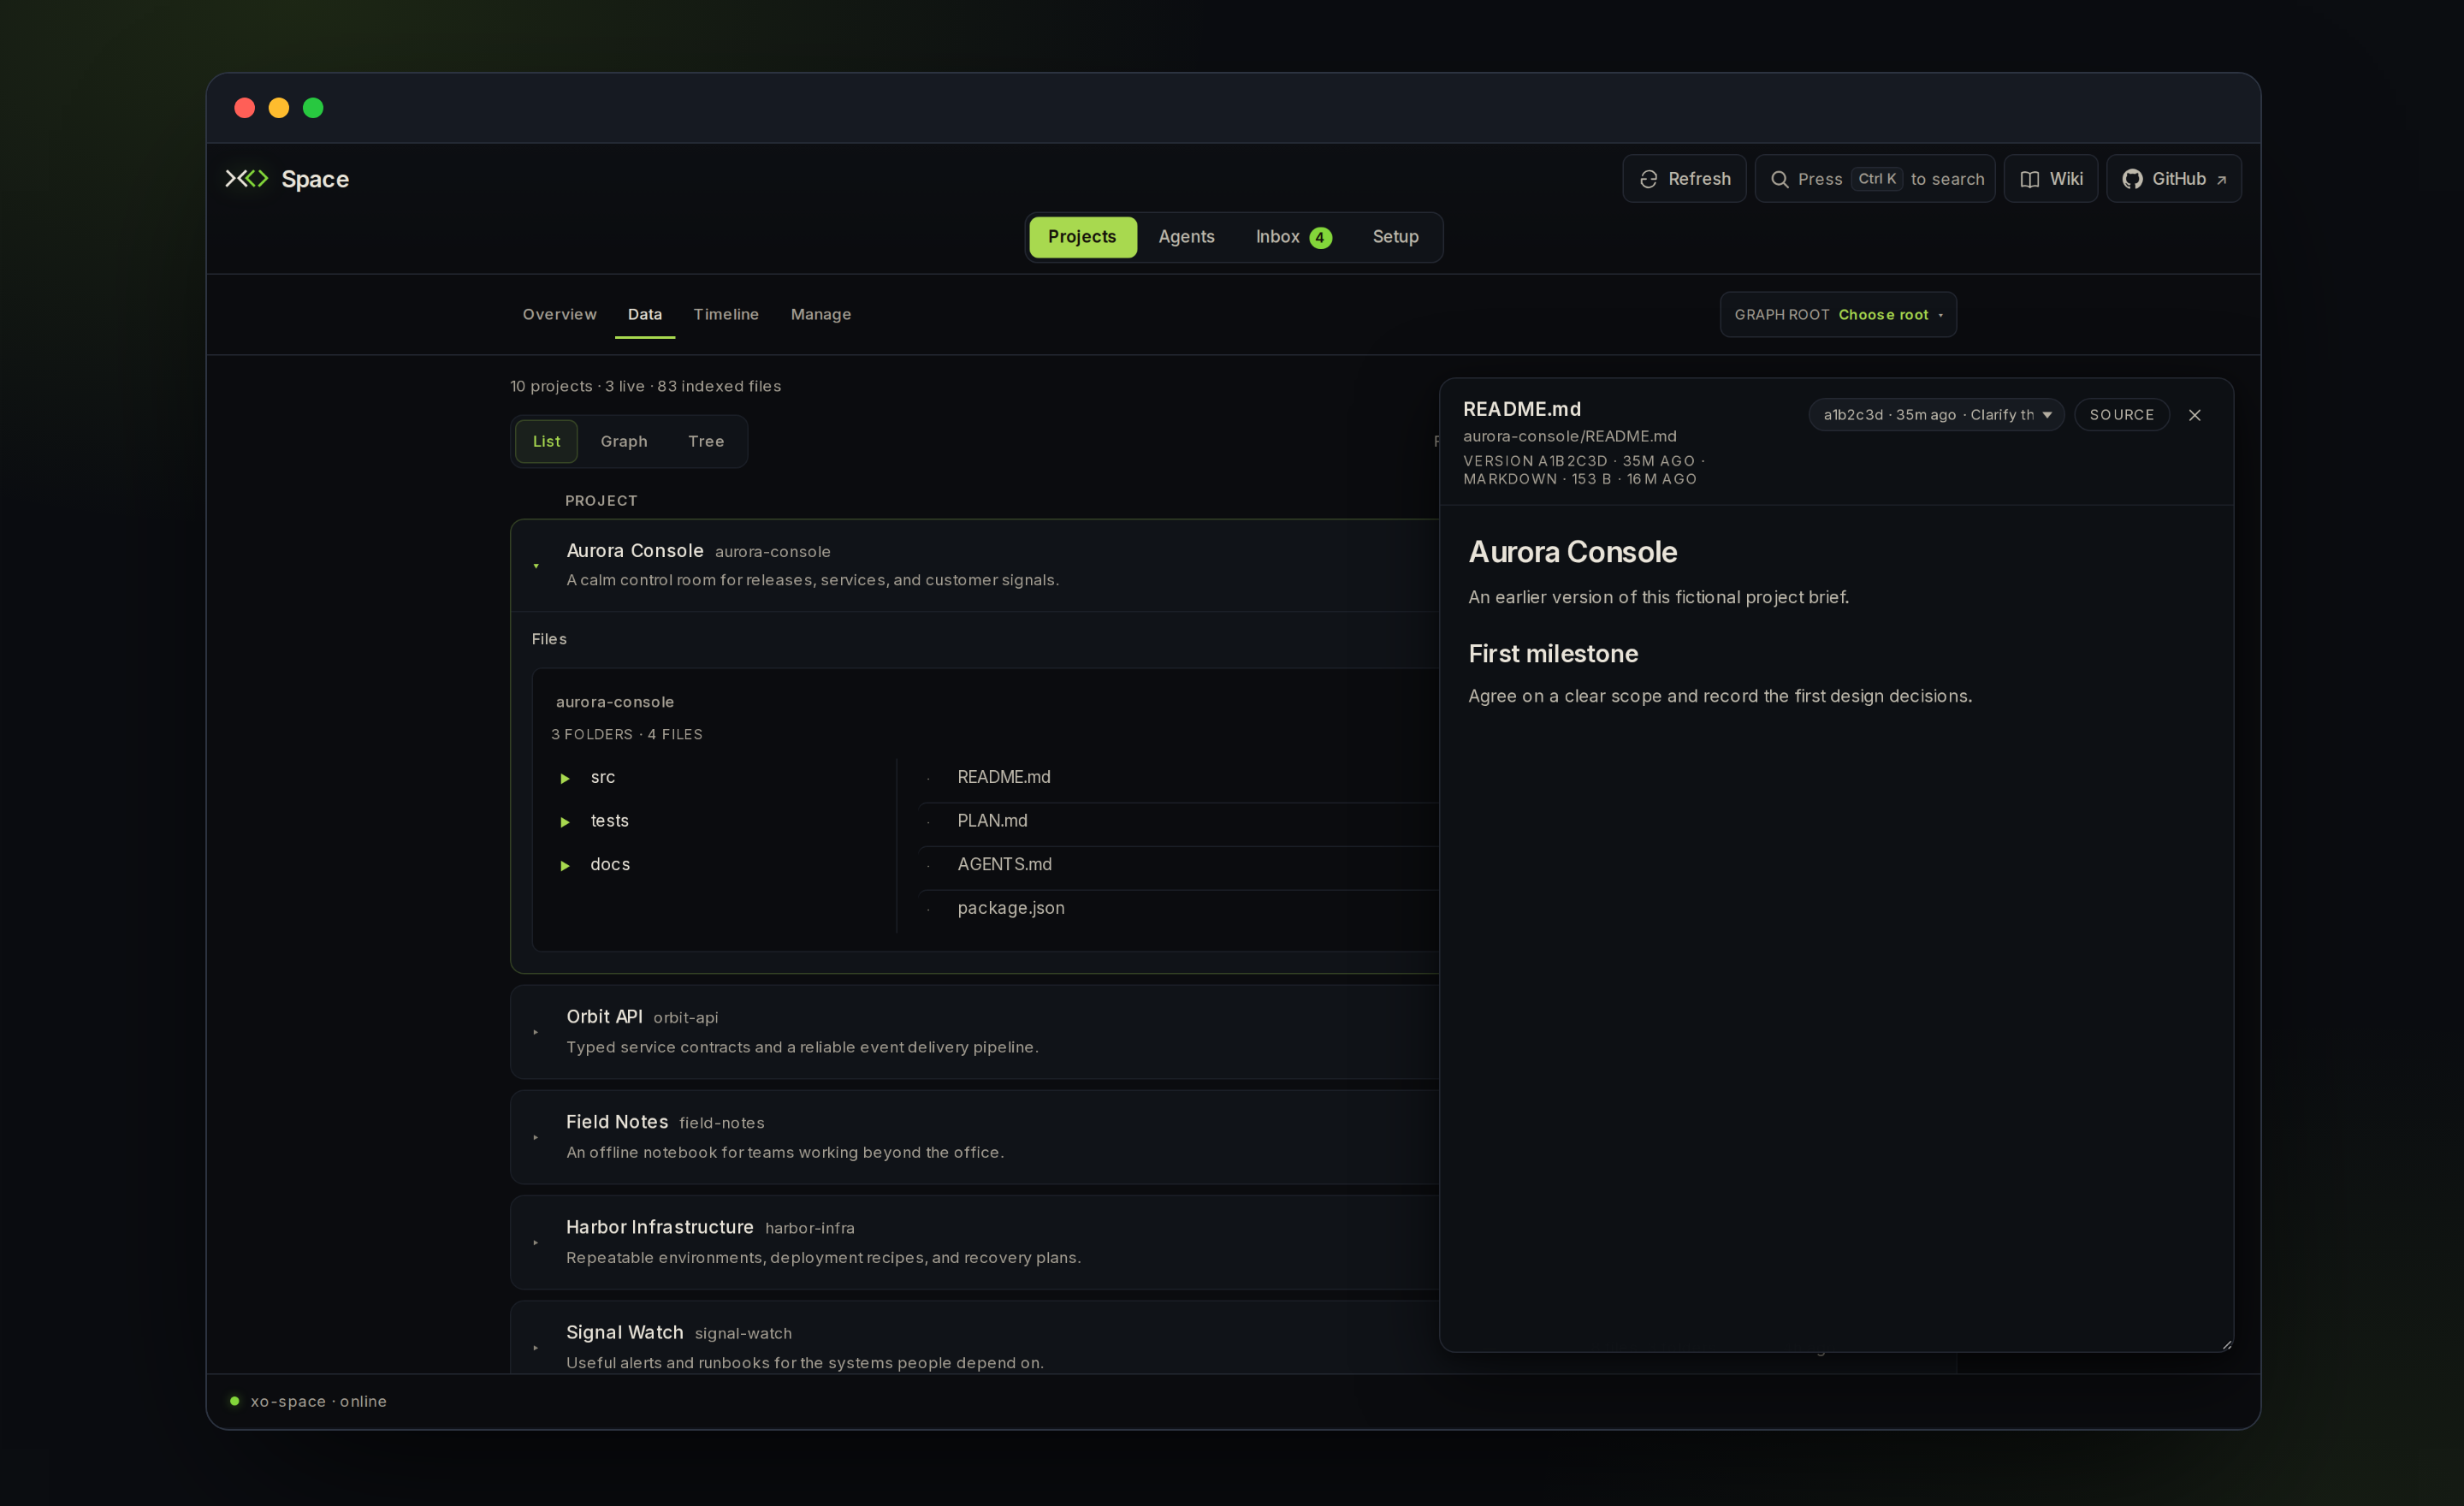 Space
Refresh
Press Ctrl K to search
Wiki
GitHub
Projects
Agents
Inbox 4
Setup
Overview
Data
Timeline
Manage
GRAPH ROOT Choose root
10 projects · 3 live · 83 indexed files
List
Graph
Tree
PROJECT
Aurora Console aurora-console
A calm control room for releases, services, and customer signals.
Files
aurora-console
3 FOLDERS · 4 FILES
src
tests
docs
README.md
PLAN.md
AGENTS.md
package.json
Orbit API orbit-api
Typed service contracts and a reliable event delivery pipeline.
Field Notes field-notes
An offline notebook for teams working beyond the office.
Harbor Infrastructure harbor-infra
Repeatable environments, deployment recipes, and recovery plans.
Signal Watch signal-watch
Useful alerts and runbooks for the systems people depend on.
README.md
aurora-console/README.md
VERSION A1B2C3D · 35M AGO ·
MARKDOWN · 153 B · 16M AGO
a1b2c3d · 35m ago · Clarify th
SOURCE
Aurora Console
An earlier version of this fictional project brief.
First milestone
Agree on a clear scope and record the first design decisions.
xo-space · online